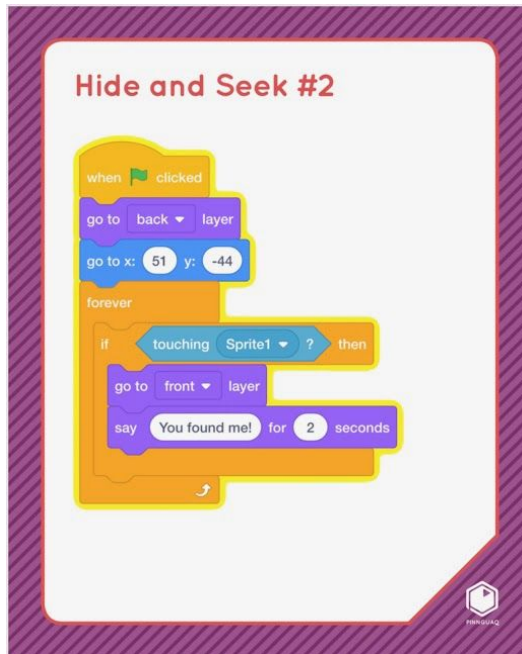 Hide and Seek #2
when clicked
go to back layer
go to x: 51 y: -44
forever
if touching Sprite1 ? then
go to front layer
say You found me! for 2 seconds
PINNGUAQ